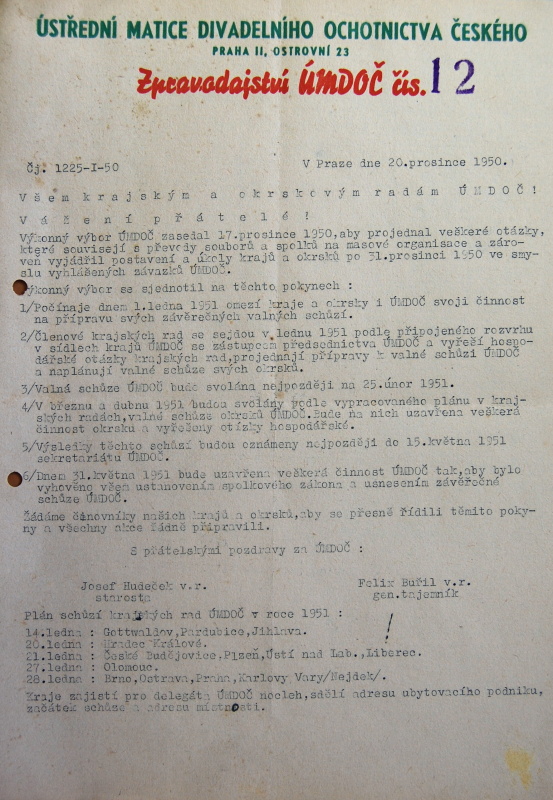 ÚSTŘEDNÍ MATICE DIVADELNÍHO OCHOTNICTVA ČESKÉHO
PRAHA II, OSTROVNÍ 23
Zpravodajství ÚMDOČ čís. 12
Čj. 1225-I-50 V Praze dne 20.prosince 1950.
Všem krajským a okrskovým radám ÚMDOČ!
Vážení přátelé!
Výkonný výbor ÚMDOČ zasedal 17.prosince 1950,aby projednal veškeré otázky,
které souvisejí s převody souborů a spolků na masové organisace a záro-
veň vyjádřil postavení a úkoly krajů a okrsků po 31.prosinci 1950 ve smy-
slu vyhlášených závazků ÚMDOČ.
Výkonný výbor se sjednotil na těchto pokynech :
1/Počínaje dnem 1.ledna 1951 omezí kraje a okrsky i ÚMDOČ svoji činnost
na přípravu svých závěrečných valných schůzí.
2/Členové krajských rad se sejdou v lednu 1951 podle připojeného rozvrhu
v sídlech krajů ÚMDOČ se zástupcem předsednictva ÚMDOČ a vyřeší hospo-
dářské otázky krajských rad,projednají přípravy k valné schůzi ÚMDOČ
a naplánují valné schůze svých okrsků.
3/Valná schůze ÚMDOČ bude svolána nejpozději na 25.únor 1951.
4/V březnu a dubnu 1951 budou svolány podle vypracovaného plánu v kraj-
ských radách,valné schůze okrsků ÚMDOČ.Bude na nich uzavřena veškerá
činnost okrsku a vyřešeny otázky hospodářské.
5/Výsledky těchto schůzí budou oznámeny nejpozději do 15.května 1951
sekretariátu ÚMDOČ.
6/Dnem 31.května 1951 bude uzavřena veškerá činnost ÚMDOČ tak,aby bylo
vyhověno všem ustanovením spolkového zákona a usnesením závěrečné
schůze ÚMDOČ.
Žádáme činovníky našich krajů a okrsků,aby se přesně řídili těmito poky-
ny a všechny akce řádně připravili.
S přátelskými pozdravy za ÚMDOČ :
Josef Hudeček v.r. Felix Buřil v.r.
starosta gen.tajemník
Plán schůzí krajských rad ÚMDOČ v roce 1951 :
14.ledna : Gottwaldov,Pardubice,Jihlava.
20.ledna : Hradec Králové.
21.ledna : České Budějovice,Plzeň,Ústí nad Lab.,Liberec.
27.ledna : Olomouc.
28.ledna : Brno,Ostrava,Praha,Karlovy Vary/Nejdek/.
Kraje zajistí pro delegáta ÚMDOČ nocleh,sdělí adresu ubytovacího podniku,
začátek schůze a adresu místnosti.